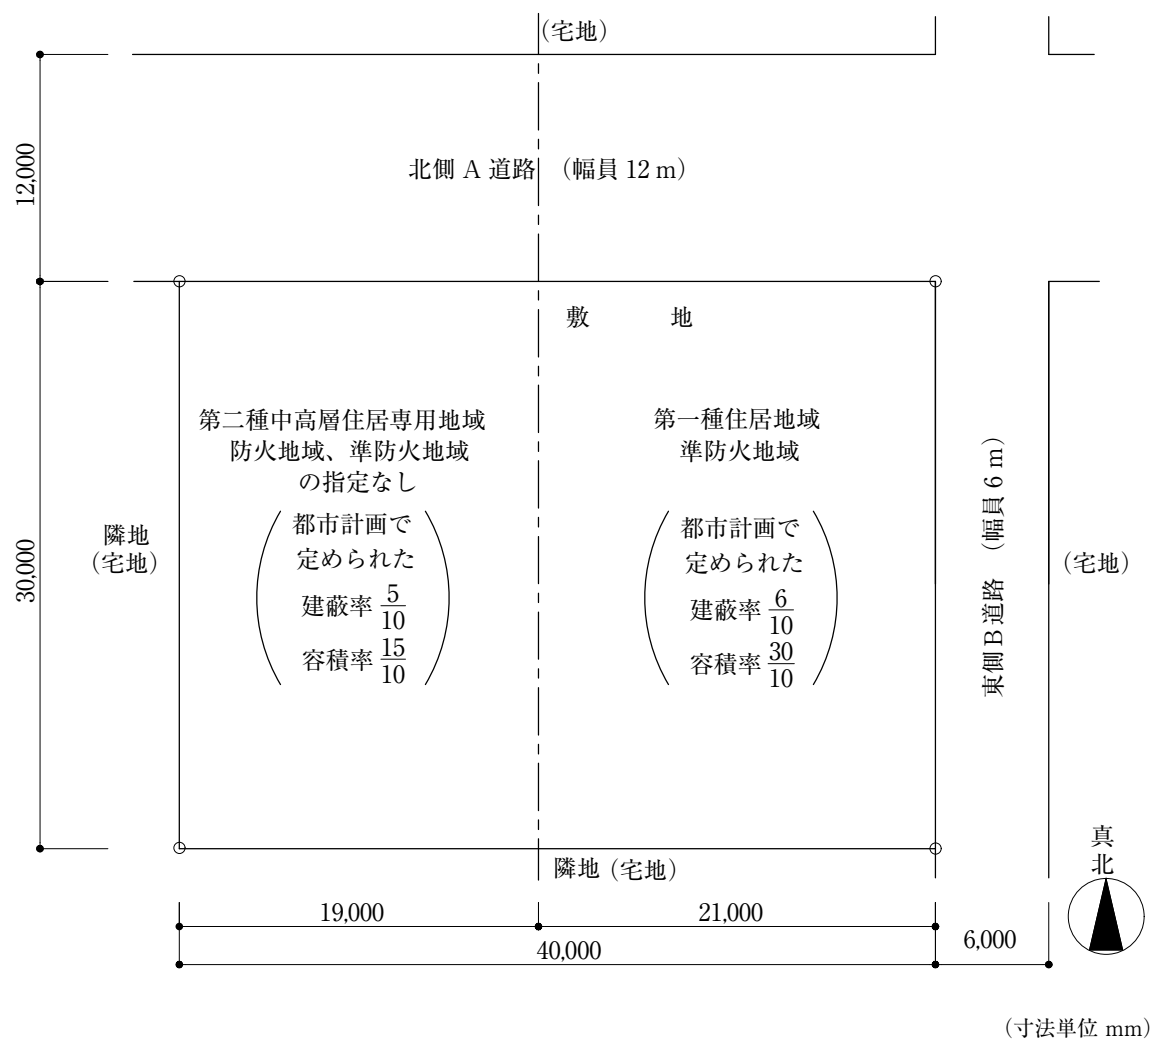 （宅地）
12,000
北側 A 道路 （幅員 12 m）
敷 地
第二種中高層住居専用地域
防火地域、準防火地域
の指定なし
都市計画で
定められた
建蔽率 5/10
容積率 15/10
第一種住居地域
準防火地域
都市計画で
定められた
建蔽率 6/10
容積率 30/10
隣地
（宅地）
30,000
東側 B 道路 （幅員 6 m）
（宅地）
隣地（宅地）
真北
19,000
21,000
40,000
6,000
（寸法単位 mm）